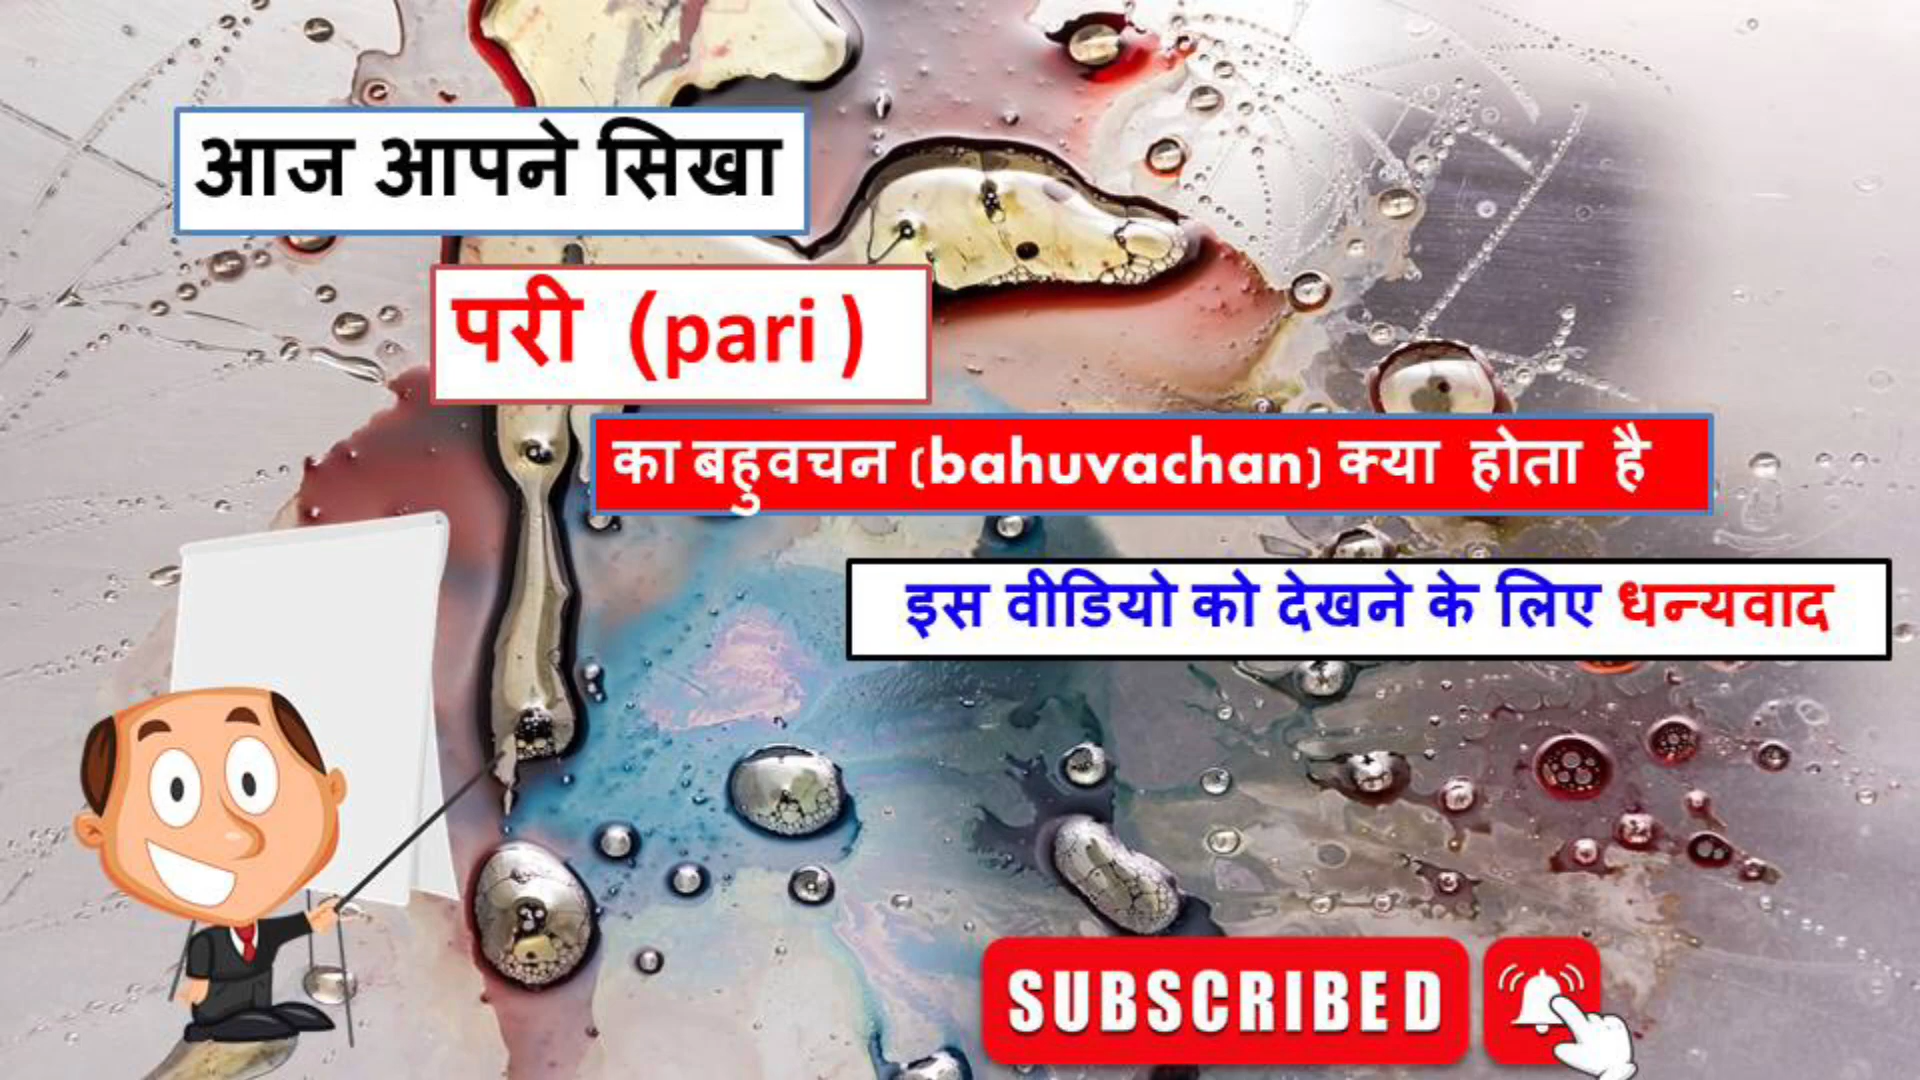 आज आपने सिखा
परी (pari )
का बहुवचन (bahuvachan) क्या होता है
इस वीडियो को देखने के लिए धन्यवाद
SUBSCRIBED